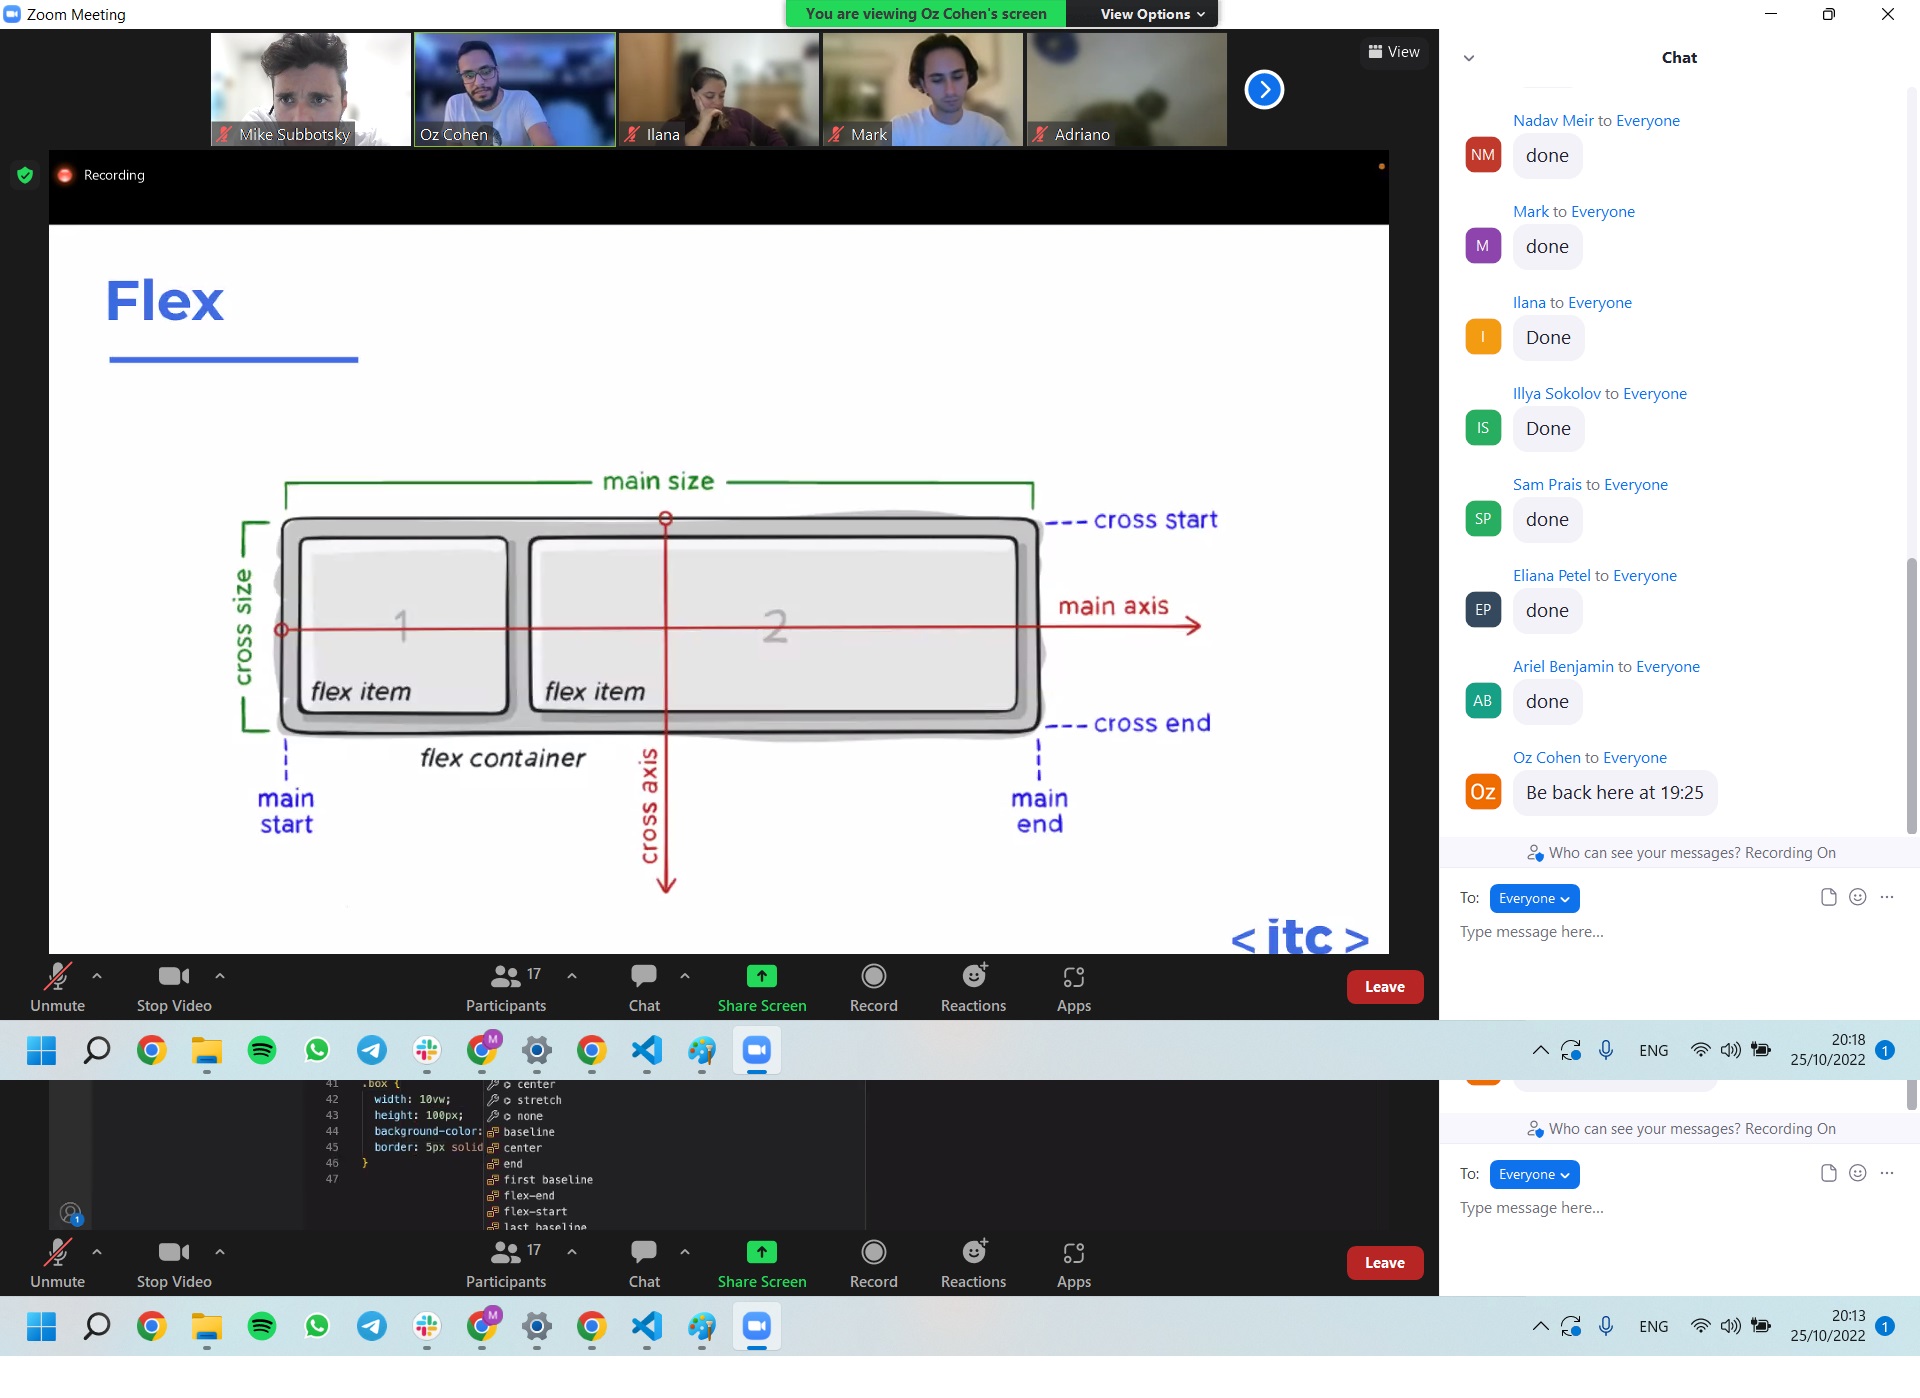 Zoom Meeting
You are viewing Oz Cohen's screen
View Options
View
Mike Subbotsky
Oz Cohen
Ilana
Mark
Adriano
Recording
Flex
main size
cross start
cross size
main axis
1
2
flex item
flex item
cross end
flex container
cross axis
main
start
main
end
< itc >
Unmute
Stop Video
Participants
17
Chat
Share Screen
Record
Reactions
Apps
Leave
Chat
Nadav Meir to Everyone
NM
done
Mark to Everyone
M
done
Ilana to Everyone
I
Done
Illya Sokolov to Everyone
IS
Done
Sam Prais to Everyone
SP
done
Eliana Petel to Everyone
EP
done
Ariel Benjamin to Everyone
AB
done
Oz Cohen to Everyone
Oz
Be back here at 19:25
Who can see your messages? Recording On
To: Everyone
Type message here...
M
ENG
20:18
25/10/2022
1
41 .box {
42 width: 10vw;
43 height: 100px;
44 background-color:
45 border: 5px solid
46 }
47
center
stretch
none
baseline
center
end
first baseline
flex-end
flex-start
last baseline
1
Who can see your messages? Recording On
To: Everyone
Type message here...
Unmute
Stop Video
Participants
17
Chat
Share Screen
Record
Reactions
Apps
Leave
M
ENG
20:13
25/10/2022
1